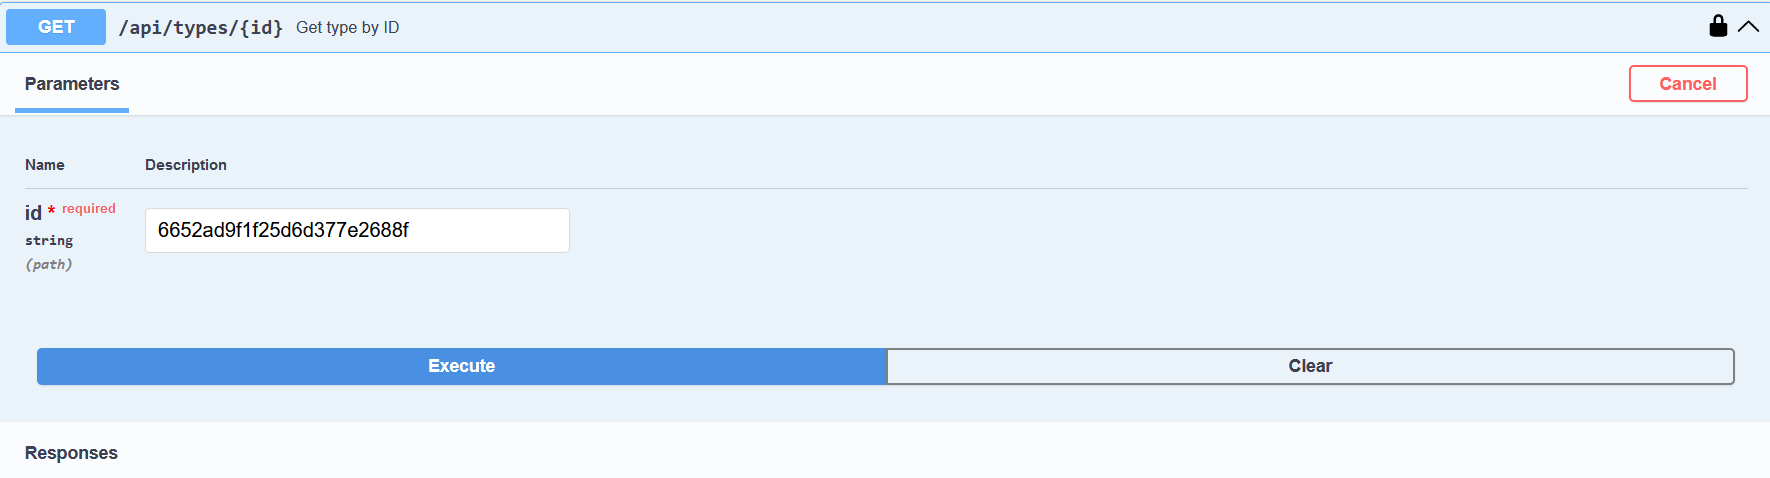 GET /api/types/{id} Get type by ID
Parameters
Cancel
Name Description
id * required
string
(path)
6652ad9f1f25d6d377e2688f
Execute Clear
Responses